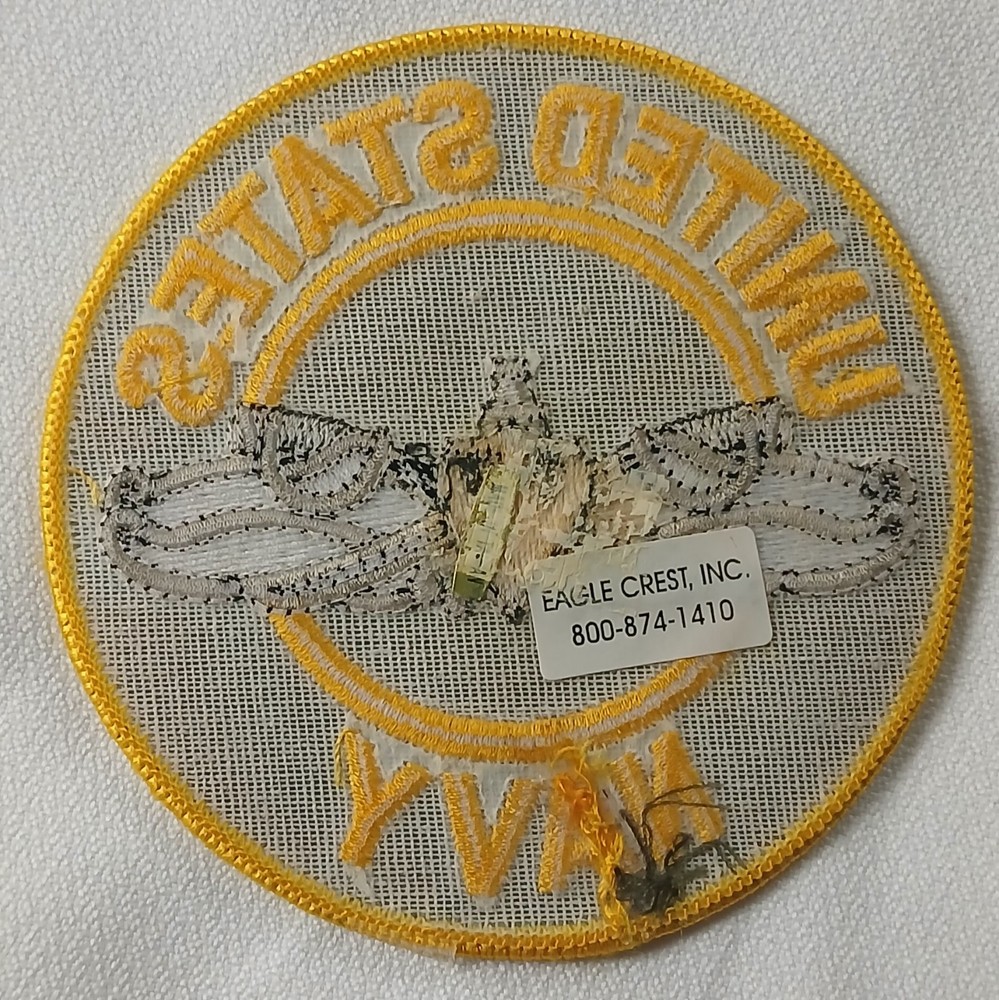 UNITED STATES
EAGLE CREST, INC.
800-874-1410
NAVY